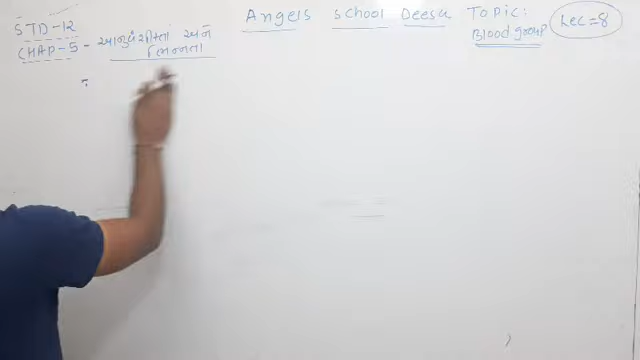 STD-12
CHAP-5 - આનુવંશીકતા અને
ભિન્નતા
Angels School Deesa
Topic:
Blood group
Lec=8